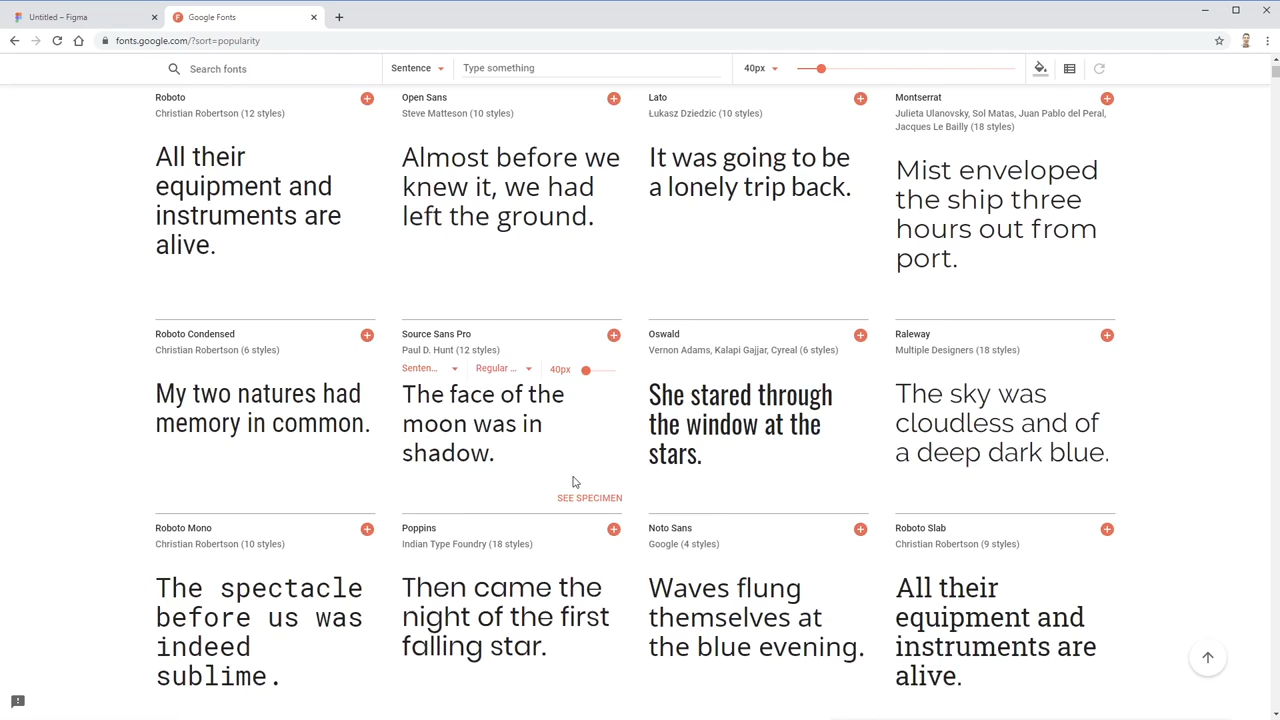 Untitled – Figma
Google Fonts
fonts.google.com/?sort=popularity
Search fonts
Sentence
Type something
40px
Roboto
Christian Robertson (12 styles)
All their
equipment and
instruments are
alive.
Open Sans
Steve Matteson (10 styles)
Almost before we
knew it, we had
left the ground.
Lato
Lukasz Dziedzic (10 styles)
It was going to be
a lonely trip back.
Montserrat
Julieta Ulanovsky, Sol Matas, Juan Pablo del Peral,
Jacques Le Bailly (18 styles)
Mist enveloped
the ship three
hours out from
port.
Roboto Condensed
Christian Robertson (6 styles)
My two natures had
memory in common.
Source Sans Pro
Paul D. Hunt (12 styles)
Senten...
Regular ...
40px
The face of the
moon was in
shadow.
SEE SPECIMEN
Oswald
Vernon Adams, Kalapi Gajjar, Cyreal (6 styles)
She stared through
the window at the
stars.
Raleway
Multiple Designers (18 styles)
The sky was
cloudless and of
a deep dark blue.
Roboto Mono
Christian Robertson (10 styles)
The spectacle
before us was
indeed
sublime.
Poppins
Indian Type Foundry (18 styles)
Then came the
night of the first
falling star.
Noto Sans
Google (4 styles)
Waves flung
themselves at
the blue evening.
Roboto Slab
Christian Robertson (9 styles)
All their
equipment and
instruments are
alive.